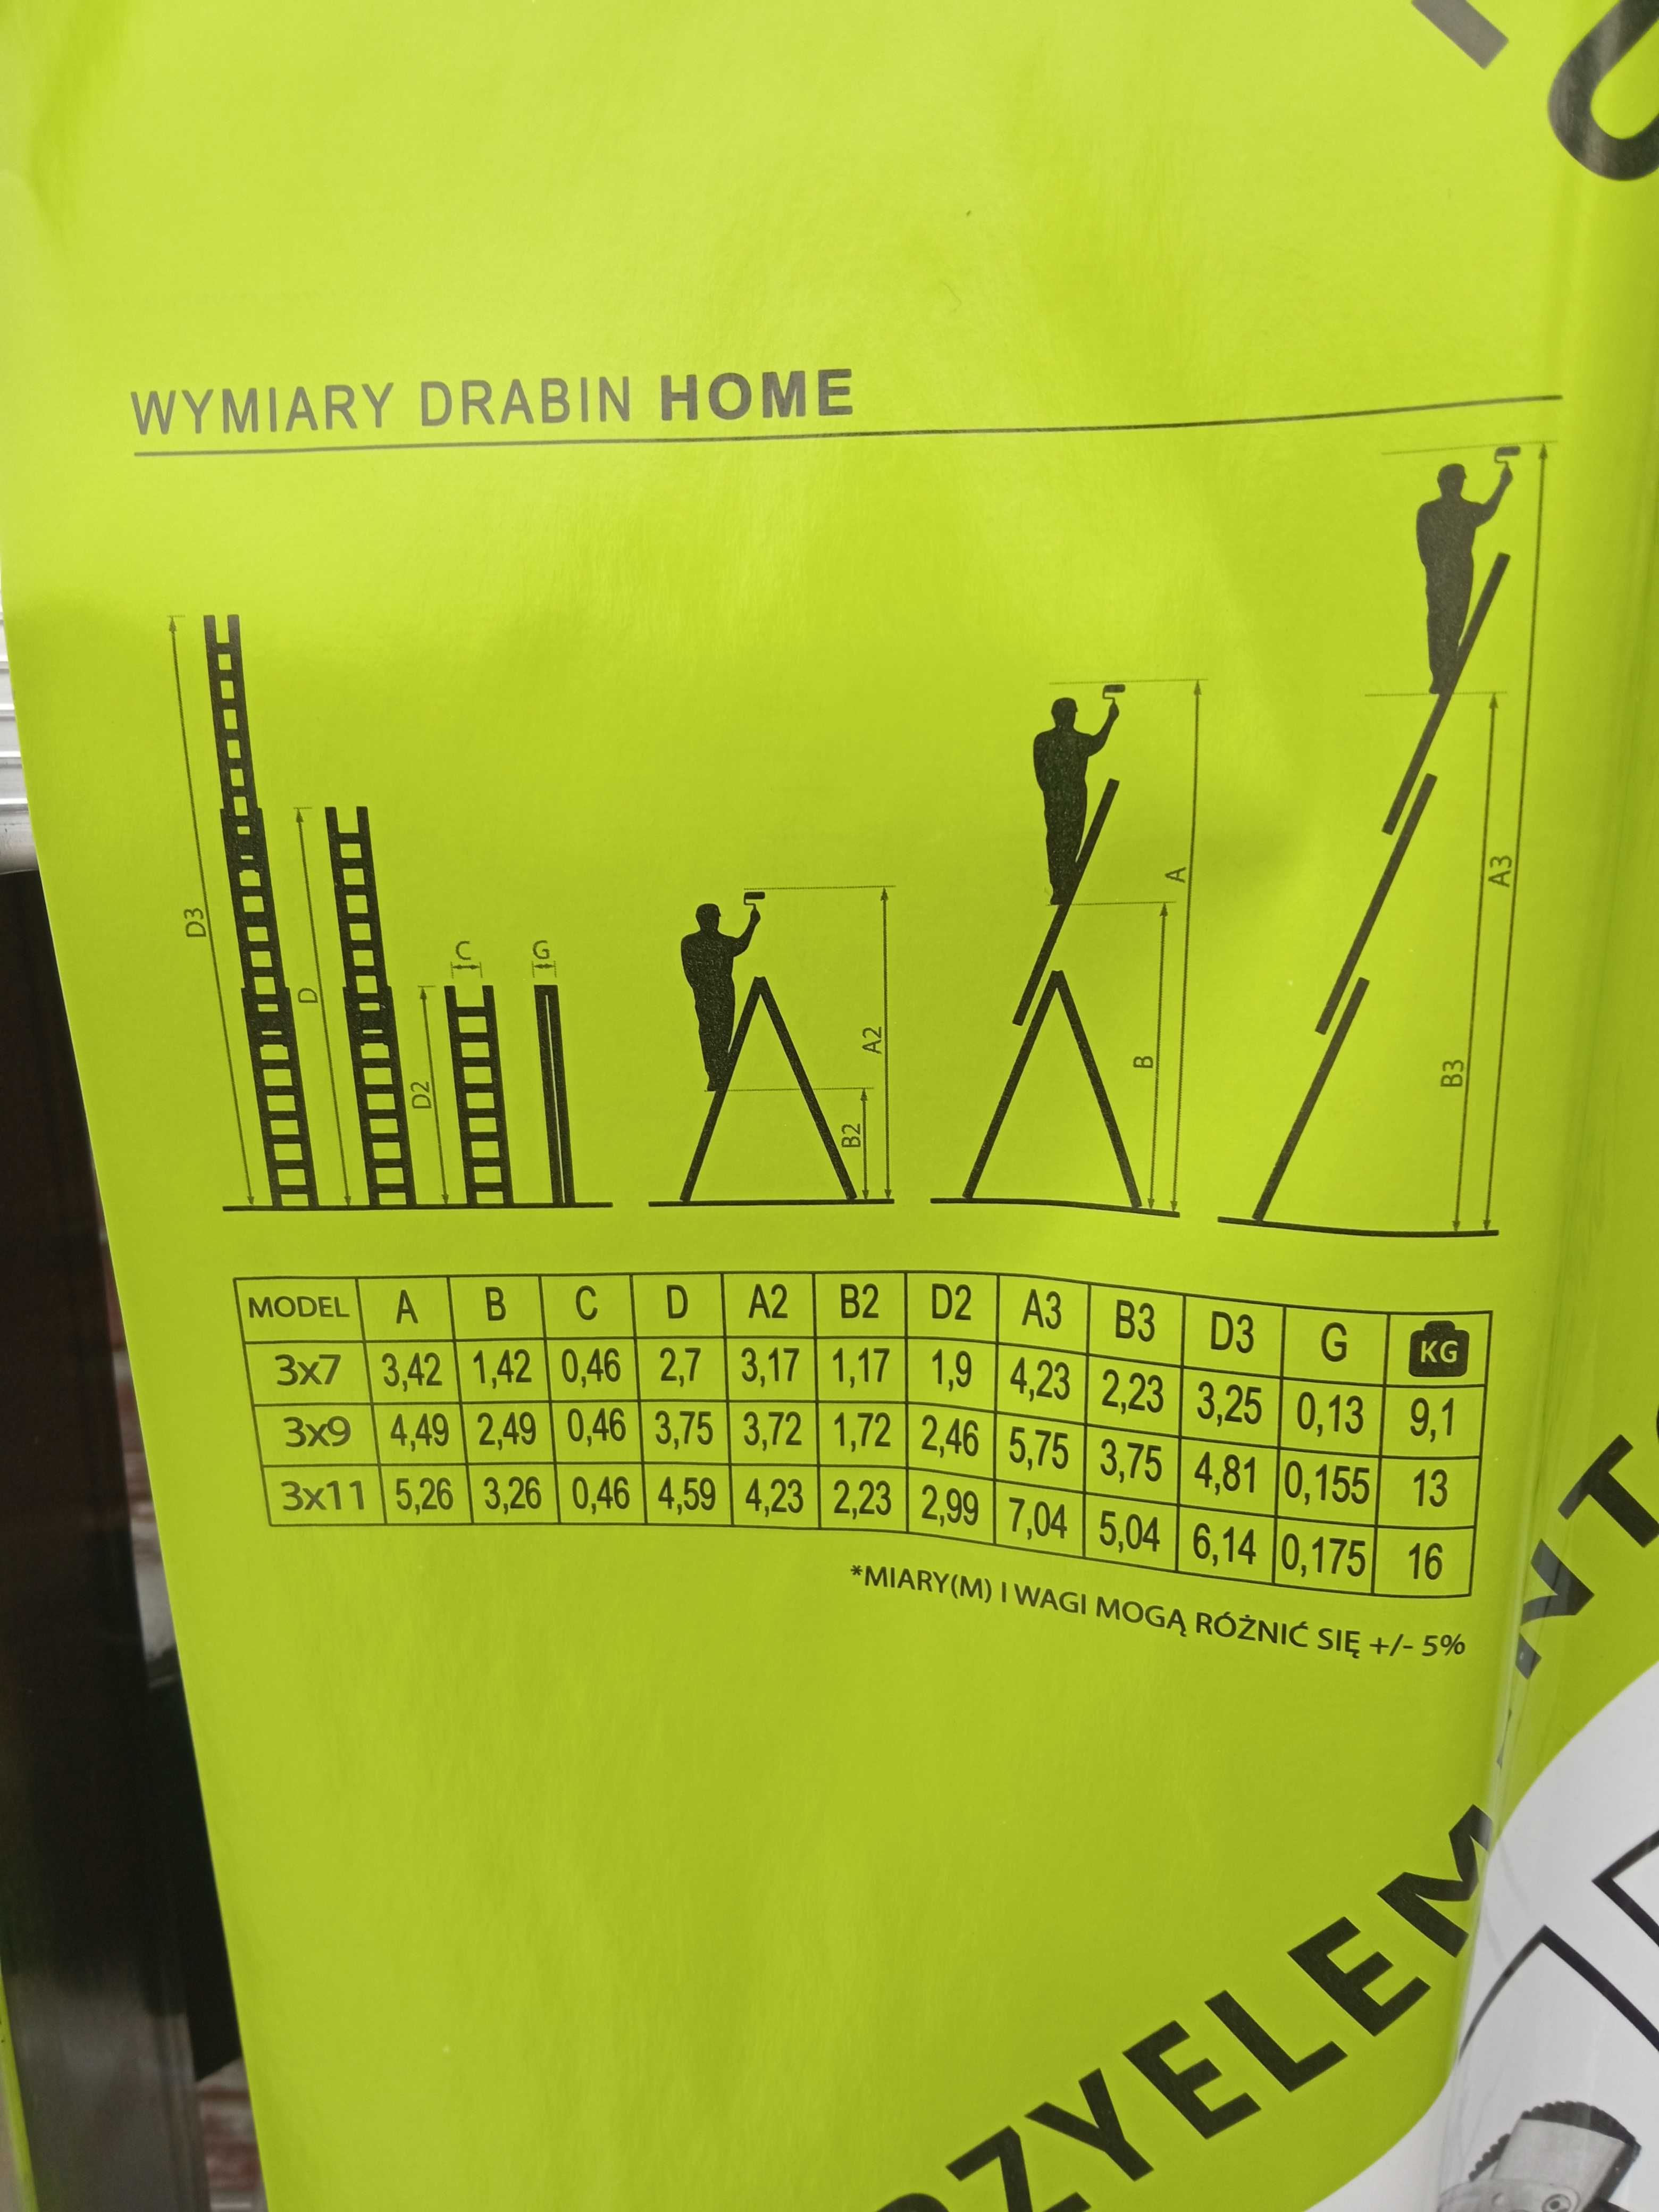 WYMIARY DRABIN HOME
D3
D
D2
C
G
A2
B2
A
B
A3
B3
MODEL A B C D A2 B2 D2 A3 B3 D3 G KG
3x7 3,42 1,42 0,46 2,7 3,17 1,17 1,9 4,23 2,23 3,25 0,13 9,1
3x9 4,49 2,49 0,46 3,75 3,72 1,72 2,46 5,75 3,75 4,81 0,155 13
3x11 5,26 3,26 0,46 4,59 4,23 2,23 2,99 7,04 5,04 6,14 0,175 16
*MIARY(M) I WAGI MOGĄ RÓŻNIĆ SIĘ +/- 5%